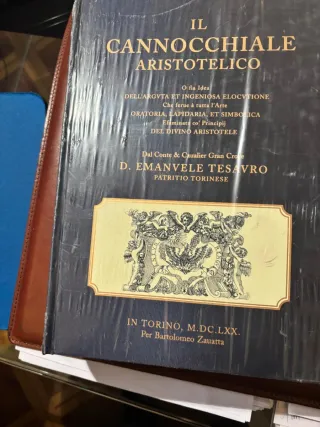 IL
CANNOCCHIALE
ARISTOTELICO
O sia Idea
DELL'ARGVTA ET INGENIOSA ELOCVTIONE
Che serue à tutta l'Arte
ORATORIA, LAPIDARIA, ET SIMBOLICA
Esaminata co' Principij
DEL DIVINO ARISTOTELE
Dal Conte & Caualier Gran Croce
D. EMANVELE TESAVRO
PATRITIO TORINESE
IN TORINO, M.DC.LXX.
Per Bartolomeo Zauatta